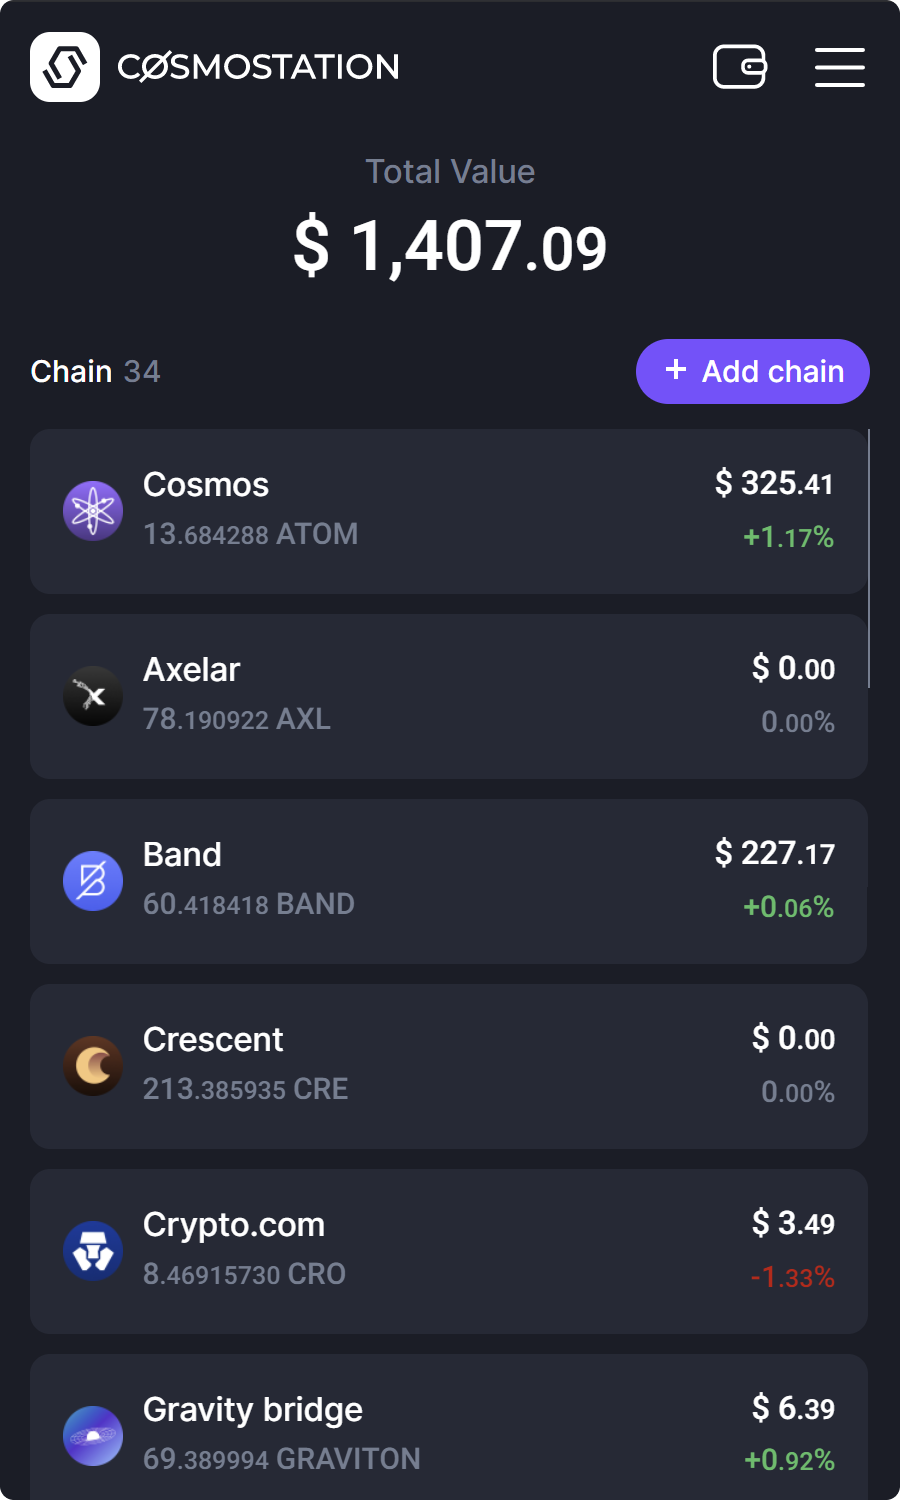 CØSMOSTATION
Total Value
$ 1,407.09
Chain 34
+ Add chain
Cosmos
$ 325.41
13.684288 ATOM
+1.17%
Axelar
$ 0.00
78.190922 AXL
0.00%
Band
$ 227.17
60.418418 BAND
+0.06%
Crescent
$ 0.00
213.385935 CRE
0.00%
Crypto.com
$ 3.49
8.46915730 CRO
-1.33%
Gravity bridge
$ 6.39
69.389994 GRAVITON
+0.92%